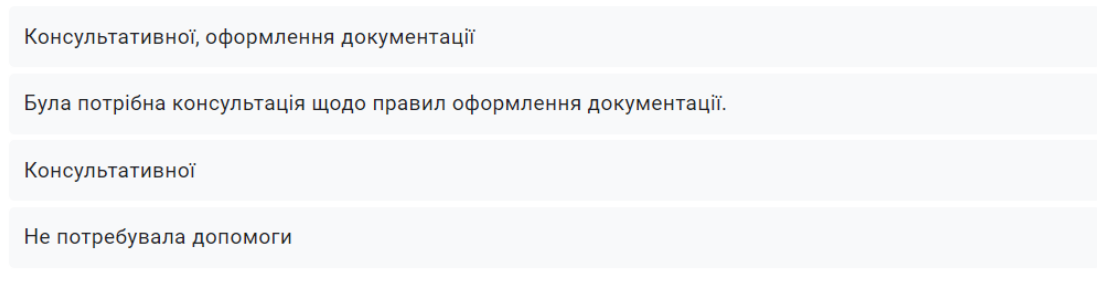 Консультативної, оформлення документації
Була потрібна консультація щодо правил оформлення документації.
Консультативної
Не потребувала допомоги